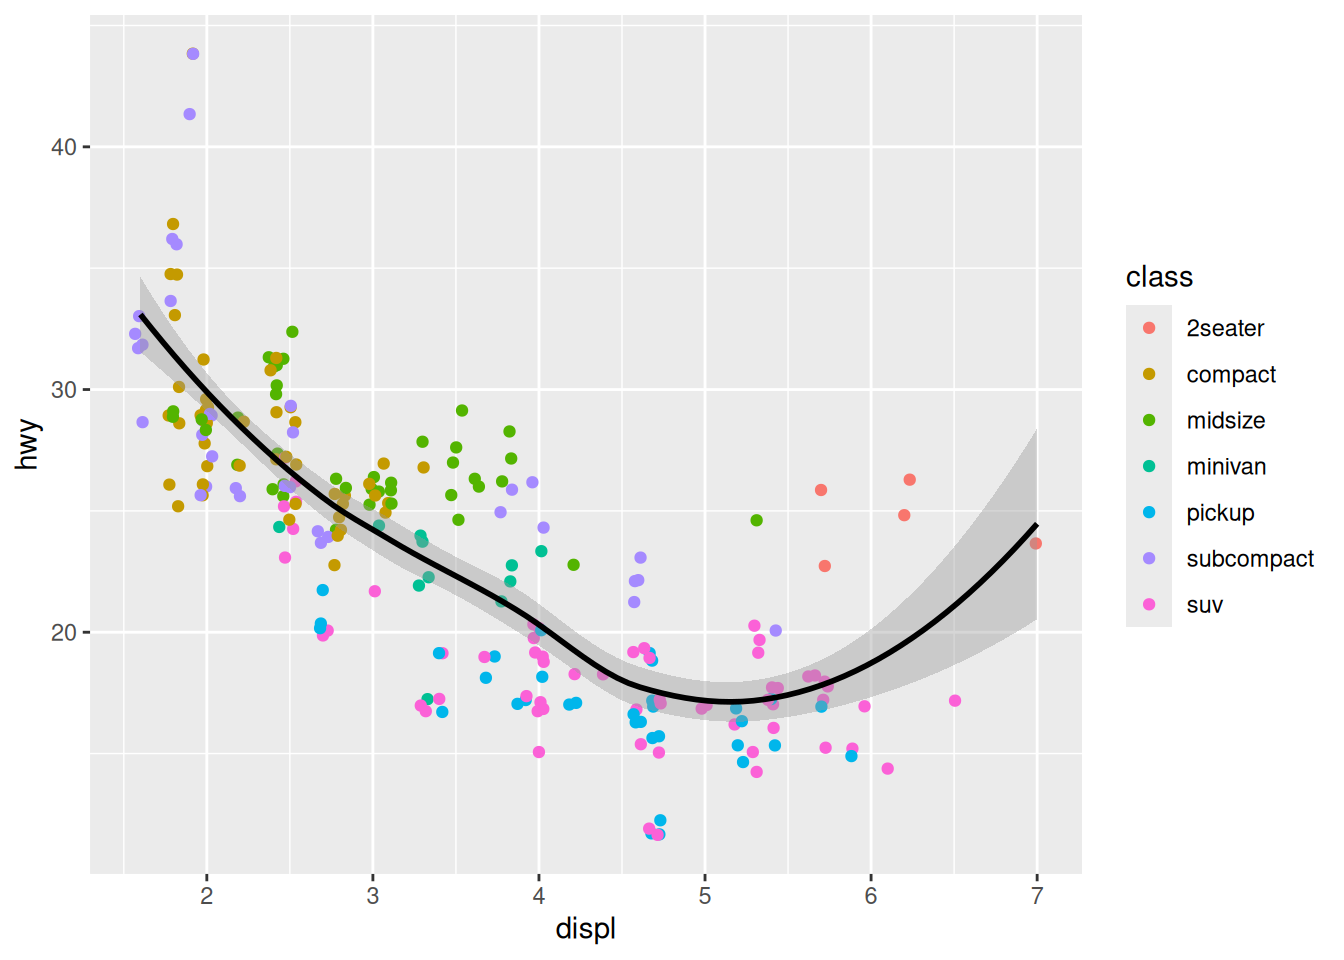 hwy
40
30
20
2
3
4
5
6
7
displ
class
2seater
compact
midsize
minivan
pickup
subcompact
suv